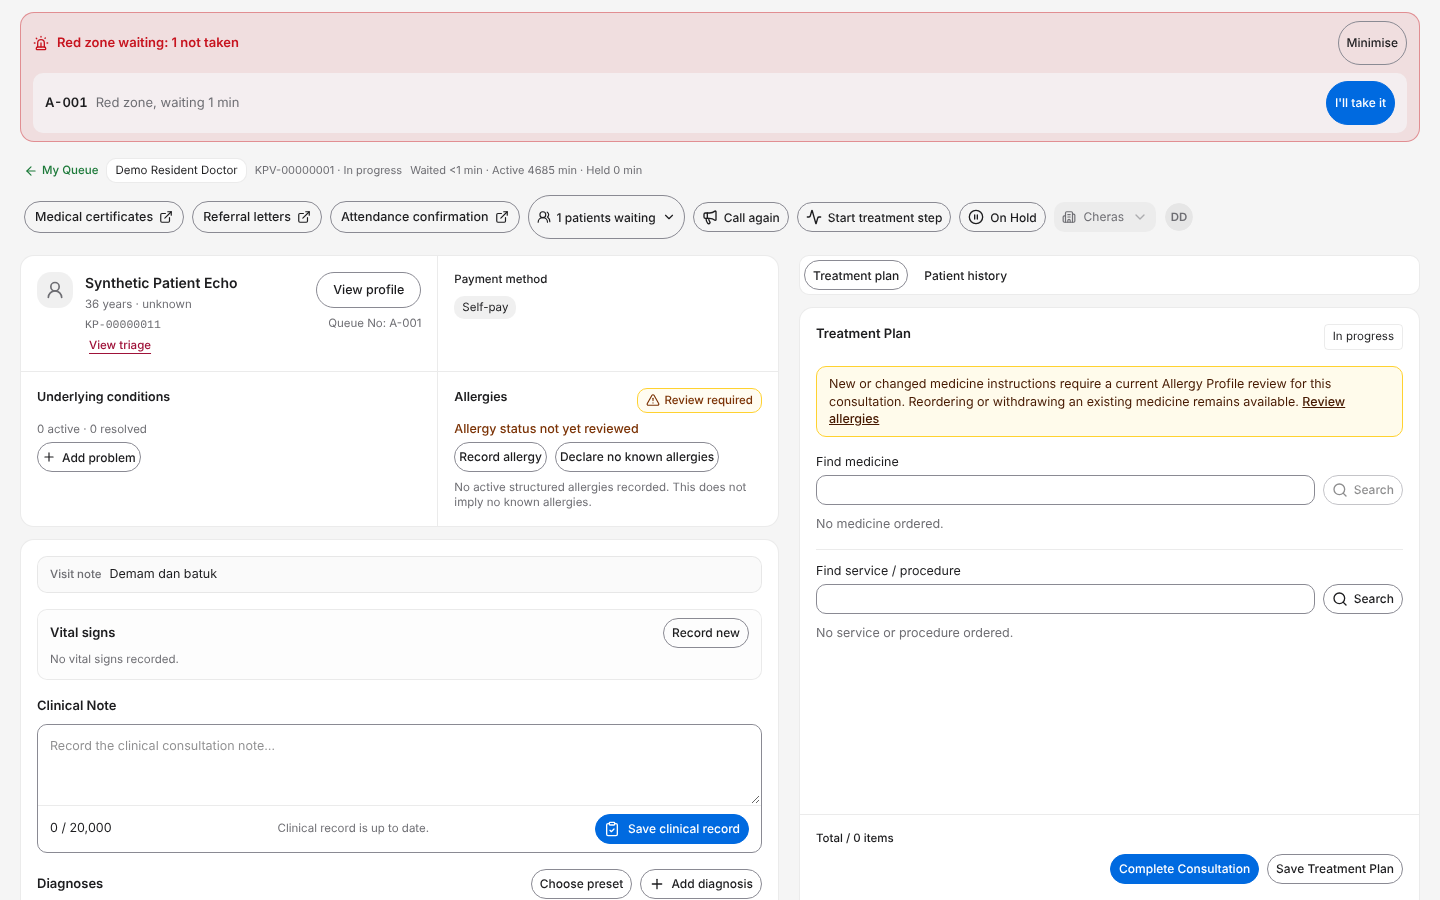 Red zone waiting: 1 not taken
Minimise
A-001 Red zone, waiting 1 min
I'll take it
My Queue
Demo Resident Doctor
KPV-00000001 · In progress Waited <1 min · Active 4685 min · Held 0 min
Medical certificates
Referral letters
Attendance confirmation
1 patients waiting
Call again
Start treatment step
On Hold
Cheras
DD
Synthetic Patient Echo
36 years · unknown
KP-00000011
View triage
View profile
Queue No: A-001
Payment method
Self-pay
Underlying conditions
0 active · 0 resolved
Add problem
Allergies
Review required
Allergy status not yet reviewed
Record allergy
Declare no known allergies
No active structured allergies recorded. This does not
imply no known allergies.
Visit note Demam dan batuk
Vital signs
Record new
No vital signs recorded.
Clinical Note
Record the clinical consultation note...
0 / 20,000
Clinical record is up to date.
Save clinical record
Diagnoses
Choose preset
Add diagnosis
Treatment plan
Patient history
Treatment Plan
In progress
New or changed medicine instructions require a current Allergy Profile review for this
consultation. Reordering or withdrawing an existing medicine remains available. Review
allergies
Find medicine
Search
No medicine ordered.
Find service / procedure
Search
No service or procedure ordered.
Total / 0 items
Complete Consultation
Save Treatment Plan